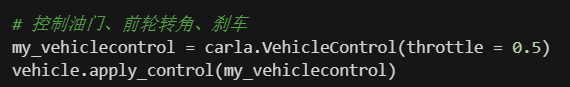 # 控制油门、前轮转角、刹车
my_vehiclecontrol = carla.VehicleControl(throttle = 0.5)
vehicle.apply_control(my_vehiclecontrol)